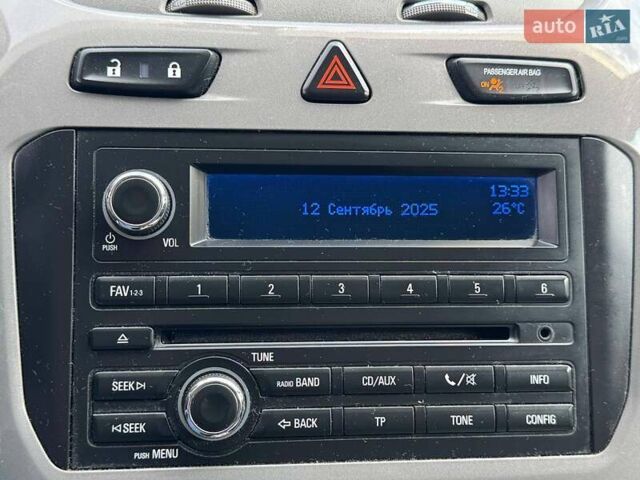 auto RIA
.com
PASSENGER AIR BAG
ON
13:33
12 Сентябрь 2025 26°C
PUSH
VOL
FAV 1-2-3 1 2 3 4 5 6
TUNE
SEEK RADIO BAND CD/AUX INFO
SEEK BACK TP TONE CONFIG
PUSH MENU